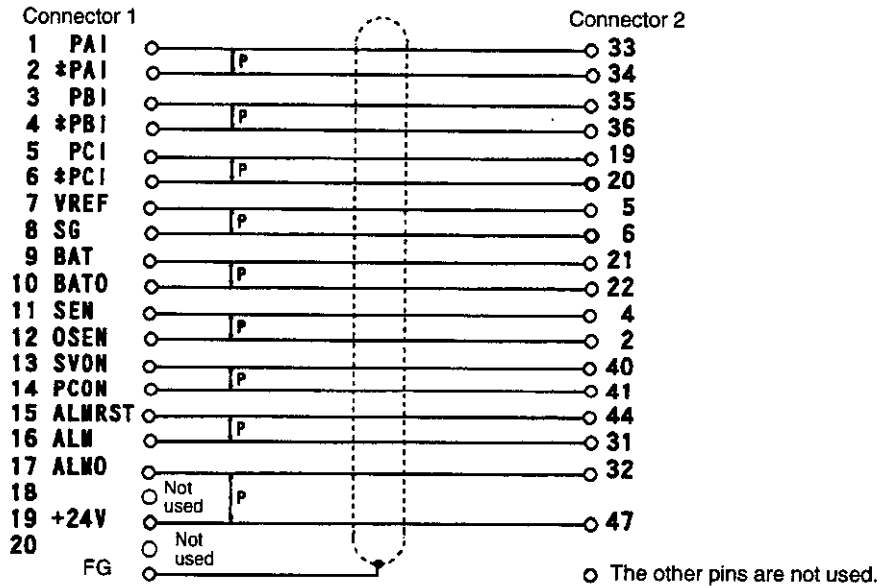 Connector 1 Connector 2
1 PAI 33
P
2 *PAI 34
3 PBI 35
P
4 *PBI 36
5 PCI 19
P
6 *PCI 20
7 VREF 5
P
8 SG 6
9 BAT 21
P
10 BAT0 22
11 SEN 4
P
12 0SEN 2
13 SVON 40
P
14 PCON 41
15 ALMRST 44
P
16 ALM 31
17 ALM0 32
18 Not used P
19 +24V 47
20 Not used
FG
The other pins are not used.